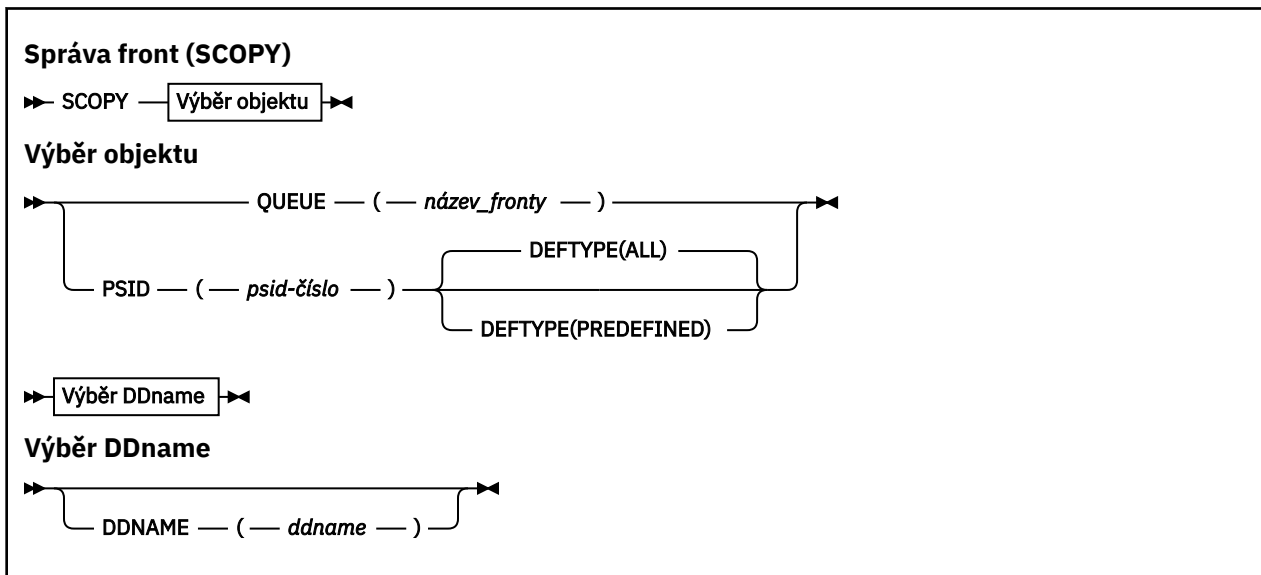 Správa front (SCOPY)
SCOPY Výběr objektu
Výběr objektu
QUEUE ( název_fronty )
DEFTYPE(ALL)
PSID ( psid-číslo )
DEFTYPE(PREDEFINED)
Výběr DDname
Výběr DDname
DDNAME ( ddname )